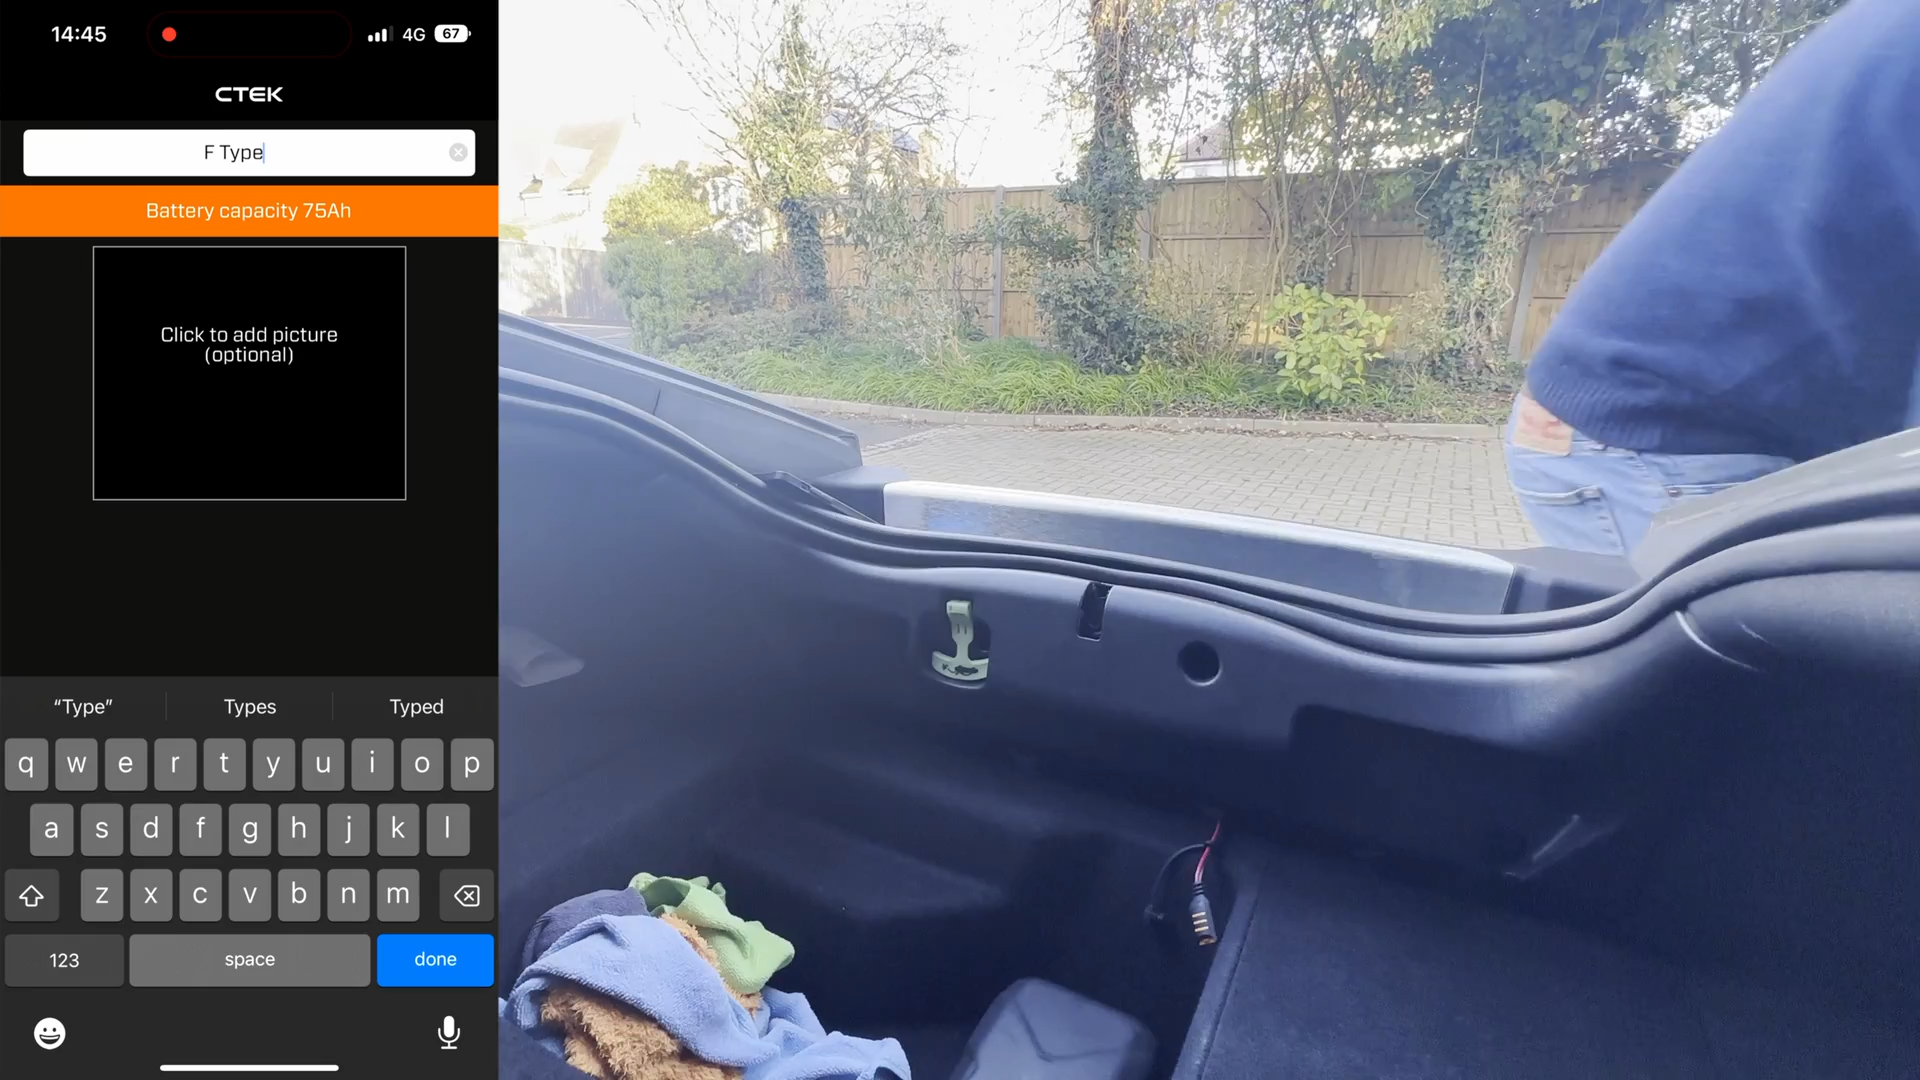 14:45
4G 67
CTEK
F Type
Battery capacity 75Ah
Click to add picture
(optional)
“Type” Types Typed
q w e r t y u i o p
a s d f g h j k l
z x c v b n m
123 space done